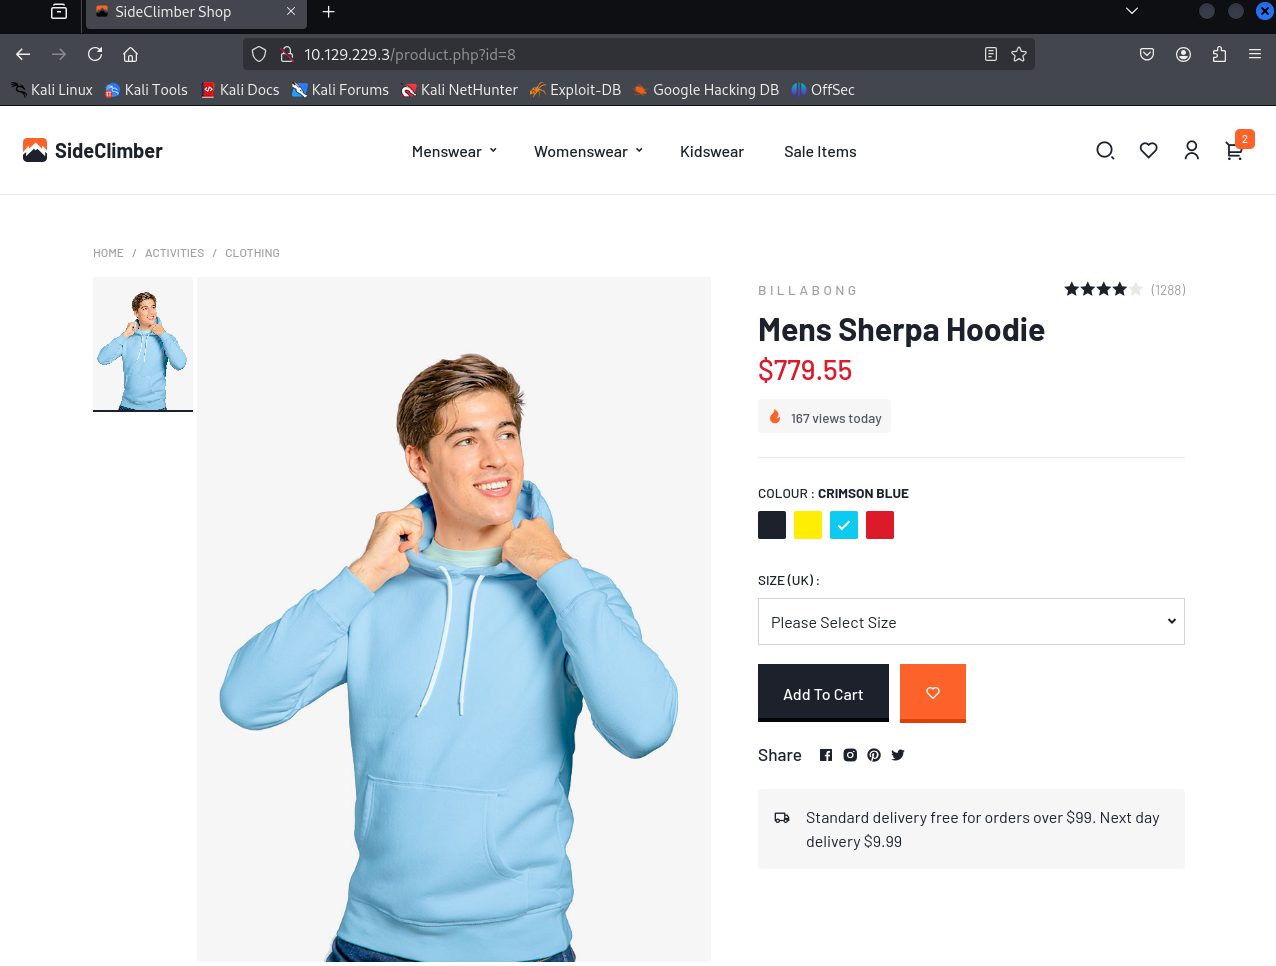 SideClimber Shop
10.129.229.3/product.php?id=8
Kali Linux Kali Tools Kali Docs Kali Forums Kali NetHunter Exploit-DB Google Hacking DB OffSec
SideClimber Menswear Womenswear Kidswear Sale Items 2
HOME / ACTIVITIES / CLOTHING
BILLABONG (1288)
Mens Sherpa Hoodie
$779.55
167 views today
COLOUR : CRIMSON BLUE
SIZE (UK) :
Please Select Size
Add To Cart
Share
Standard delivery free for orders over $99. Next day
delivery $9.99